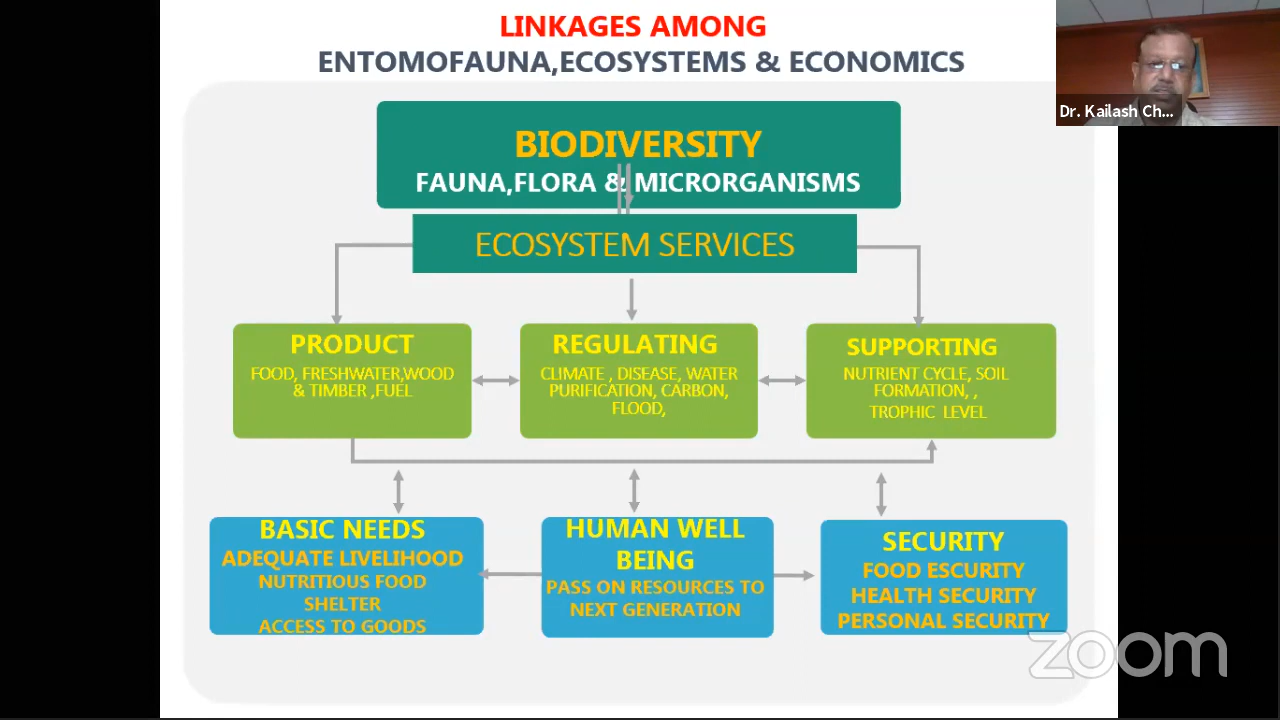 LINKAGES AMONG
ENTOMOFAUNA,ECOSYSTEMS & ECONOMICS
Dr. Kailash Ch...
BIODIVERSITY
FAUNA,FLORA & MICRORGANISMS
ECOSYSTEM SERVICES
PRODUCT
FOOD, FRESHWATER,WOOD
& TIMBER ,FUEL
REGULATING
CLIMATE , DISEASE, WATER
PURIFICATION, CARBON,
FLOOD,
SUPPORTING
NUTRIENT CYCLE, SOIL
FORMATION, ,
TROPHIC LEVEL
BASIC NEEDS
ADEQUATE LIVELIHOOD
NUTRITIOUS FOOD
SHELTER
ACCESS TO GOODS
HUMAN WELL
BEING
PASS ON RESOURCES TO
NEXT GENERATION
SECURITY
FOOD ESCURITY
HEALTH SECURITY
PERSONAL SECURITY
zoom